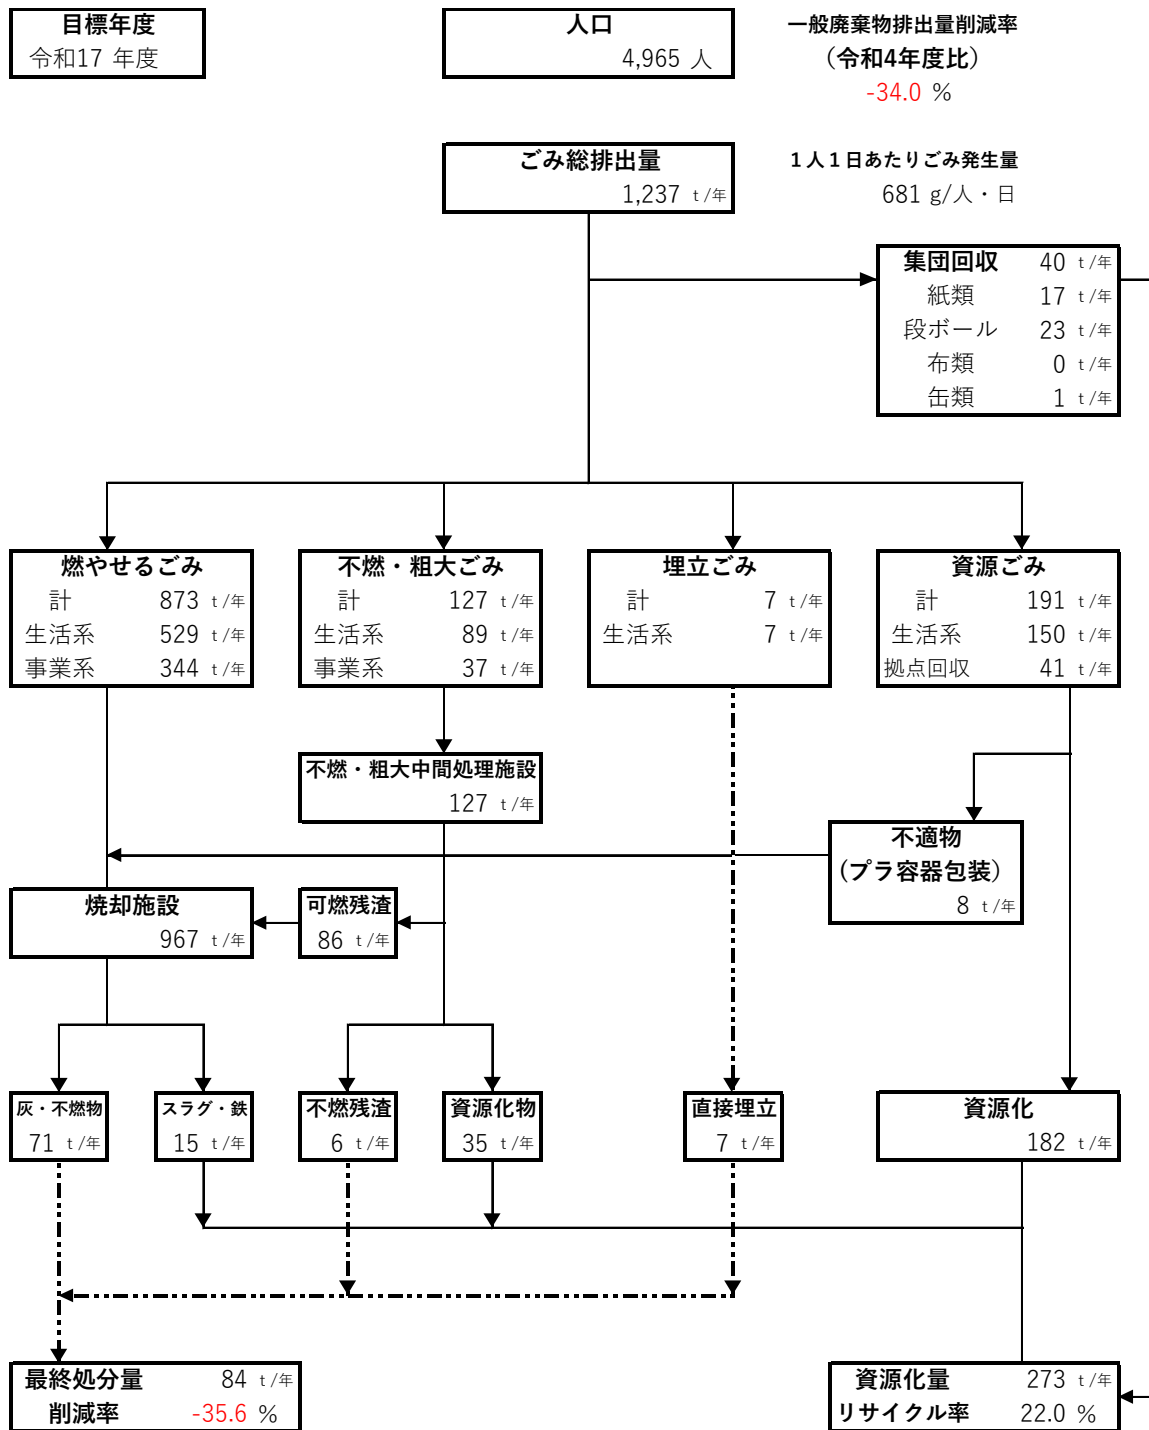 目標年度
令和17 年度
人口
4,965 人
一般廃棄物排出量削減率
（令和4年度比）
-34.0 %
ごみ総排出量
1,237 ｔ/年
１人１日あたりごみ発生量
681 g/人・日
集団回収 40 ｔ/年
紙類 17 ｔ/年
段ボール 23 ｔ/年
布類 0 ｔ/年
缶類 1 ｔ/年
燃やせるごみ
計 873 ｔ/年
生活系 529 ｔ/年
事業系 344 ｔ/年
不燃・粗大ごみ
計 127 ｔ/年
生活系 89 ｔ/年
事業系 37 ｔ/年
埋立ごみ
計 7 ｔ/年
生活系 7 ｔ/年
資源ごみ
計 191 ｔ/年
生活系 150 ｔ/年
拠点回収 41 ｔ/年
不燃・粗大中間処理施設
127 ｔ/年
不適物
(プラ容器包装）
8 ｔ/年
焼却施設
967 ｔ/年
可燃残渣
86 ｔ/年
灰・不燃物
71 ｔ/年
スラグ・鉄
15 ｔ/年
不燃残渣
6 ｔ/年
資源化物
35 ｔ/年
直接埋立
7 ｔ/年
資源化
182 ｔ/年
最終処分量 84 ｔ/年
削減率 -35.6 %
資源化量 273 ｔ/年
リサイクル率 22.0 %